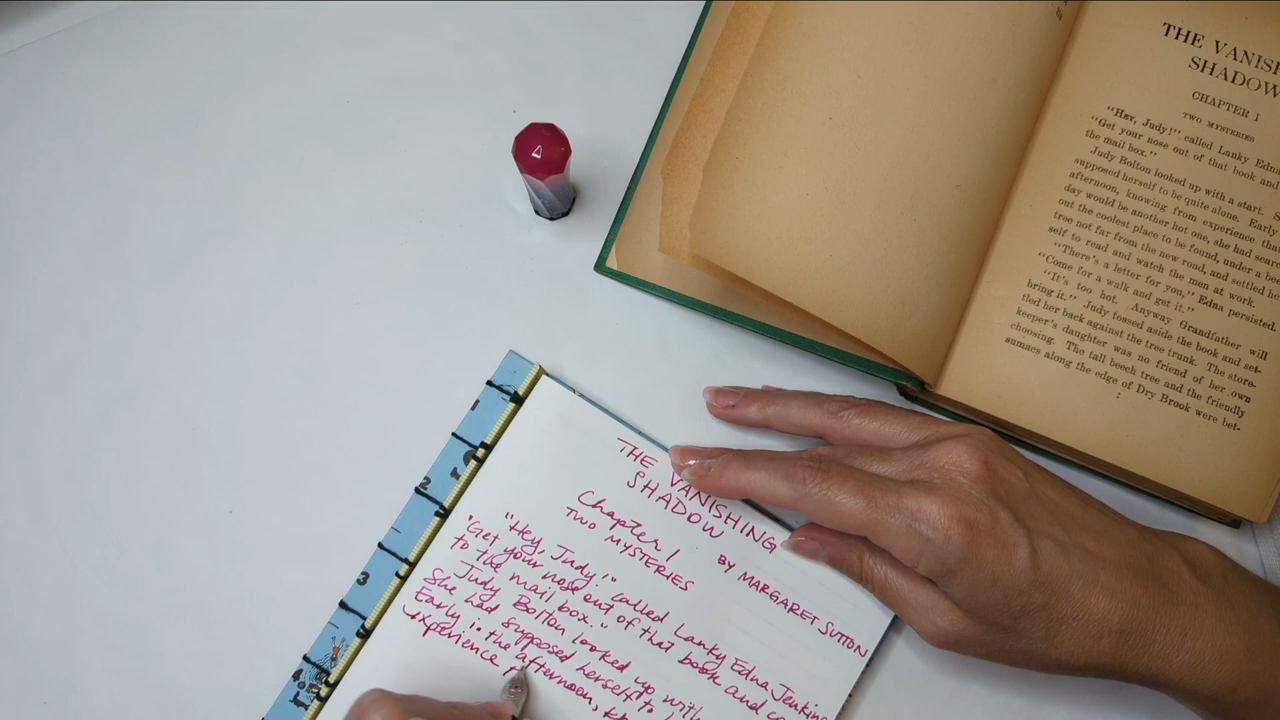 THE VANISHING
SHADOW
BY MARGARET SUTTON
Chapter 1
TWO
MYSTERIES
"Hey, Judy!" called Lanky Edna Jenkins
"Get your nose out of that book and
to the mail box."
Judy Bolton looked up with
She had supposed herself to
Early in the afternoon,
experience
2
3
THE
SHADOW
CHAPTER I
TWO MYSTERIES
"Hey, Judy!" called Lanky Edna
"Get your nose out of that book and
the mail box."
Judy Bolton looked up with a start.
supposed herself to be quite alone. Early
afternoon, knowing from experience
day would be another hot one, she had
out the coolest place to be found, under a
tree not far from the new road, and settled
self to read and watch the men at work.
"There's a letter for you," Edna persisted.
"Come for a walk and get it."
"It's too hot. Anyway Grandfather will
bring it." Judy tossed aside the book and set-
tled her back against the tree trunk. The store-
keeper's daughter was no friend of her own
choosing. The tall beech tree and the friendly
sumacs along the edge of Dry Brook were bet-